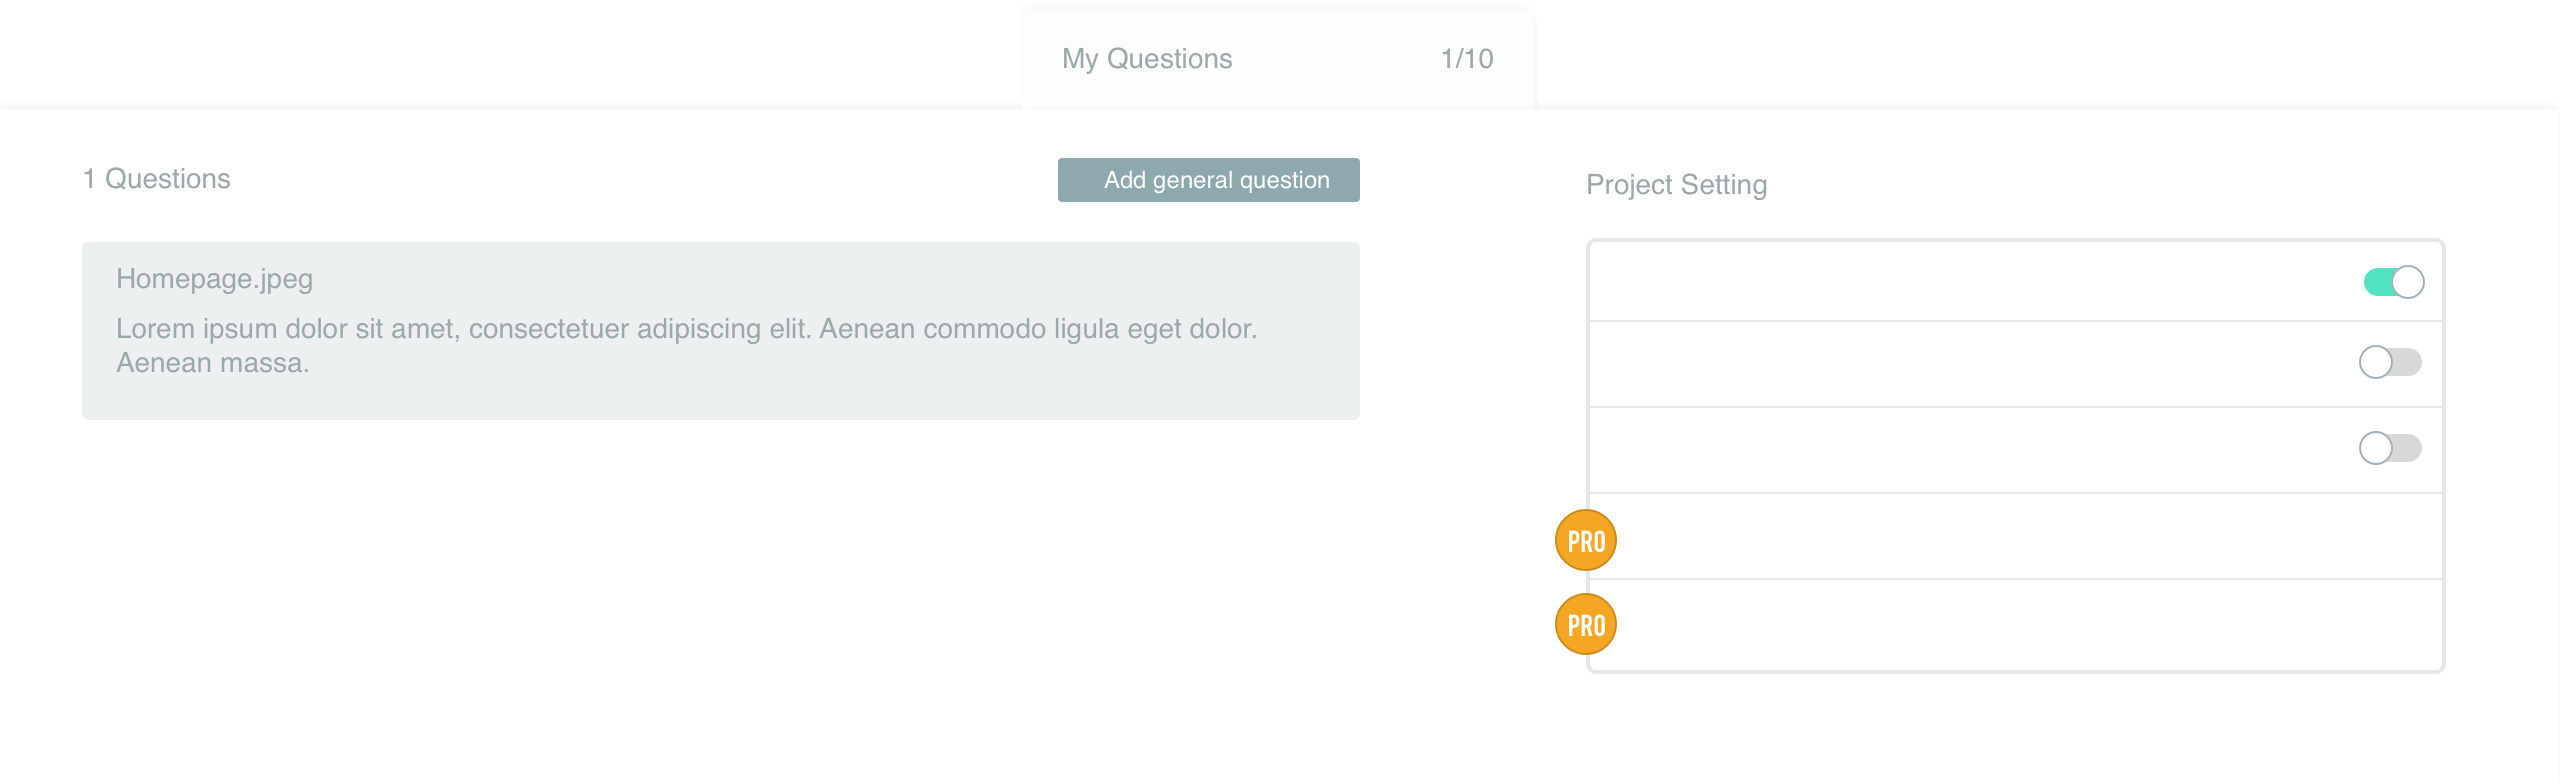 My Questions 1/10
1 Questions
Add general question
Homepage.jpeg
Lorem ipsum dolor sit amet, consectetuer adipiscing elit. Aenean commodo ligula eget dolor.
Aenean massa.
Project Setting
PRO
PRO